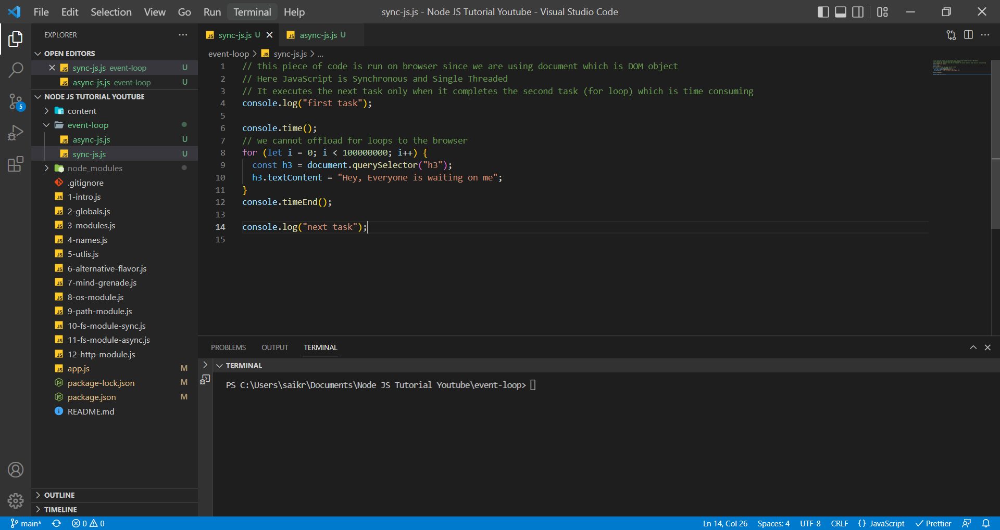 File Edit Selection View Go Run Terminal Help
sync-js.js - Node JS Tutorial Youtube - Visual Studio Code
EXPLORER
OPEN EDITORS
sync-js.js event-loop U
async-js.js event-loop U
NODE JS TUTORIAL YOUTUBE
content
event-loop
async-js.js U
sync-js.js U
node_modules
.gitignore
1-intro.js
2-globals.js
3-modules.js
4-names.js
5-utlis.js
6-alternative-flavor.js
7-mind-grenade.js
8-os-module.js
9-path-module.js
10-fs-module-sync.js
11-fs-module-async.js
12-http-module.js
app.js M
package-lock.json M
package.json M
README.md
OUTLINE
TIMELINE
5
sync-js.js U
async-js.js U
event-loop > sync-js.js > ...
1 // this piece of code is run on browser since we are using document which is DOM object
2 // Here JavaScript is Synchronous and Single Threaded
3 // It executes the next task only when it completes the second task (for loop) which is time consuming
4 console.log("first task");
5
6 console.time();
7 // we cannot offload for loops to the browser
8 for (let i = 0; i < 100000000; i++) {
9 const h3 = document.querySelector("h3");
10 h3.textContent = "Hey, Everyone is waiting on me";
11 }
12 console.timeEnd();
13
14 console.log("next task");
15
PROBLEMS OUTPUT TERMINAL
TERMINAL
PS C:\Users\saikr\Documents\Node JS Tutorial Youtube\event-loop>
main* 0 0 Ln 14, Col 26 Spaces: 4 UTF-8 CRLF {} JavaScript Prettier